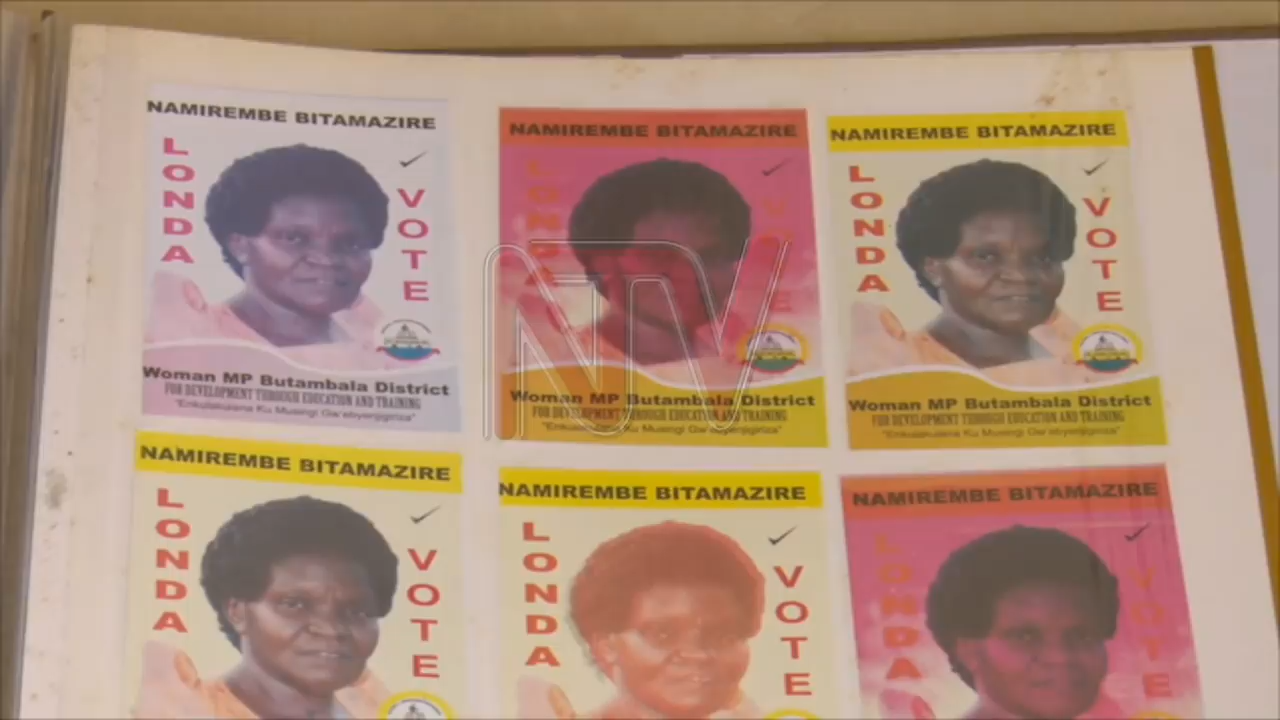 NAMIREMBE BITAMAZIRE
LONDA
VOTE
Woman MP Butambala District
FOR DEVELOPMENT THROUGH EDUCATION AND TRAINING
NAMIREMBE BITAMAZIRE
LONDA
VOTE
Woman MP Butambala District
FOR DEVELOPMENT THROUGH EDUCATION AND TRAINING
NAMIREMBE BITAMAZIRE
LONDA
VOTE
Woman MP Butambala District
FOR DEVELOPMENT THROUGH EDUCATION AND TRAINING
NTV
NAMIREMBE BITAMAZIRE
LONDA
VOTE
NAMIREMBE BITAMAZIRE
LONDA
VOTE
NAMIREMBE BITAMAZIRE
LONDA
VOTE